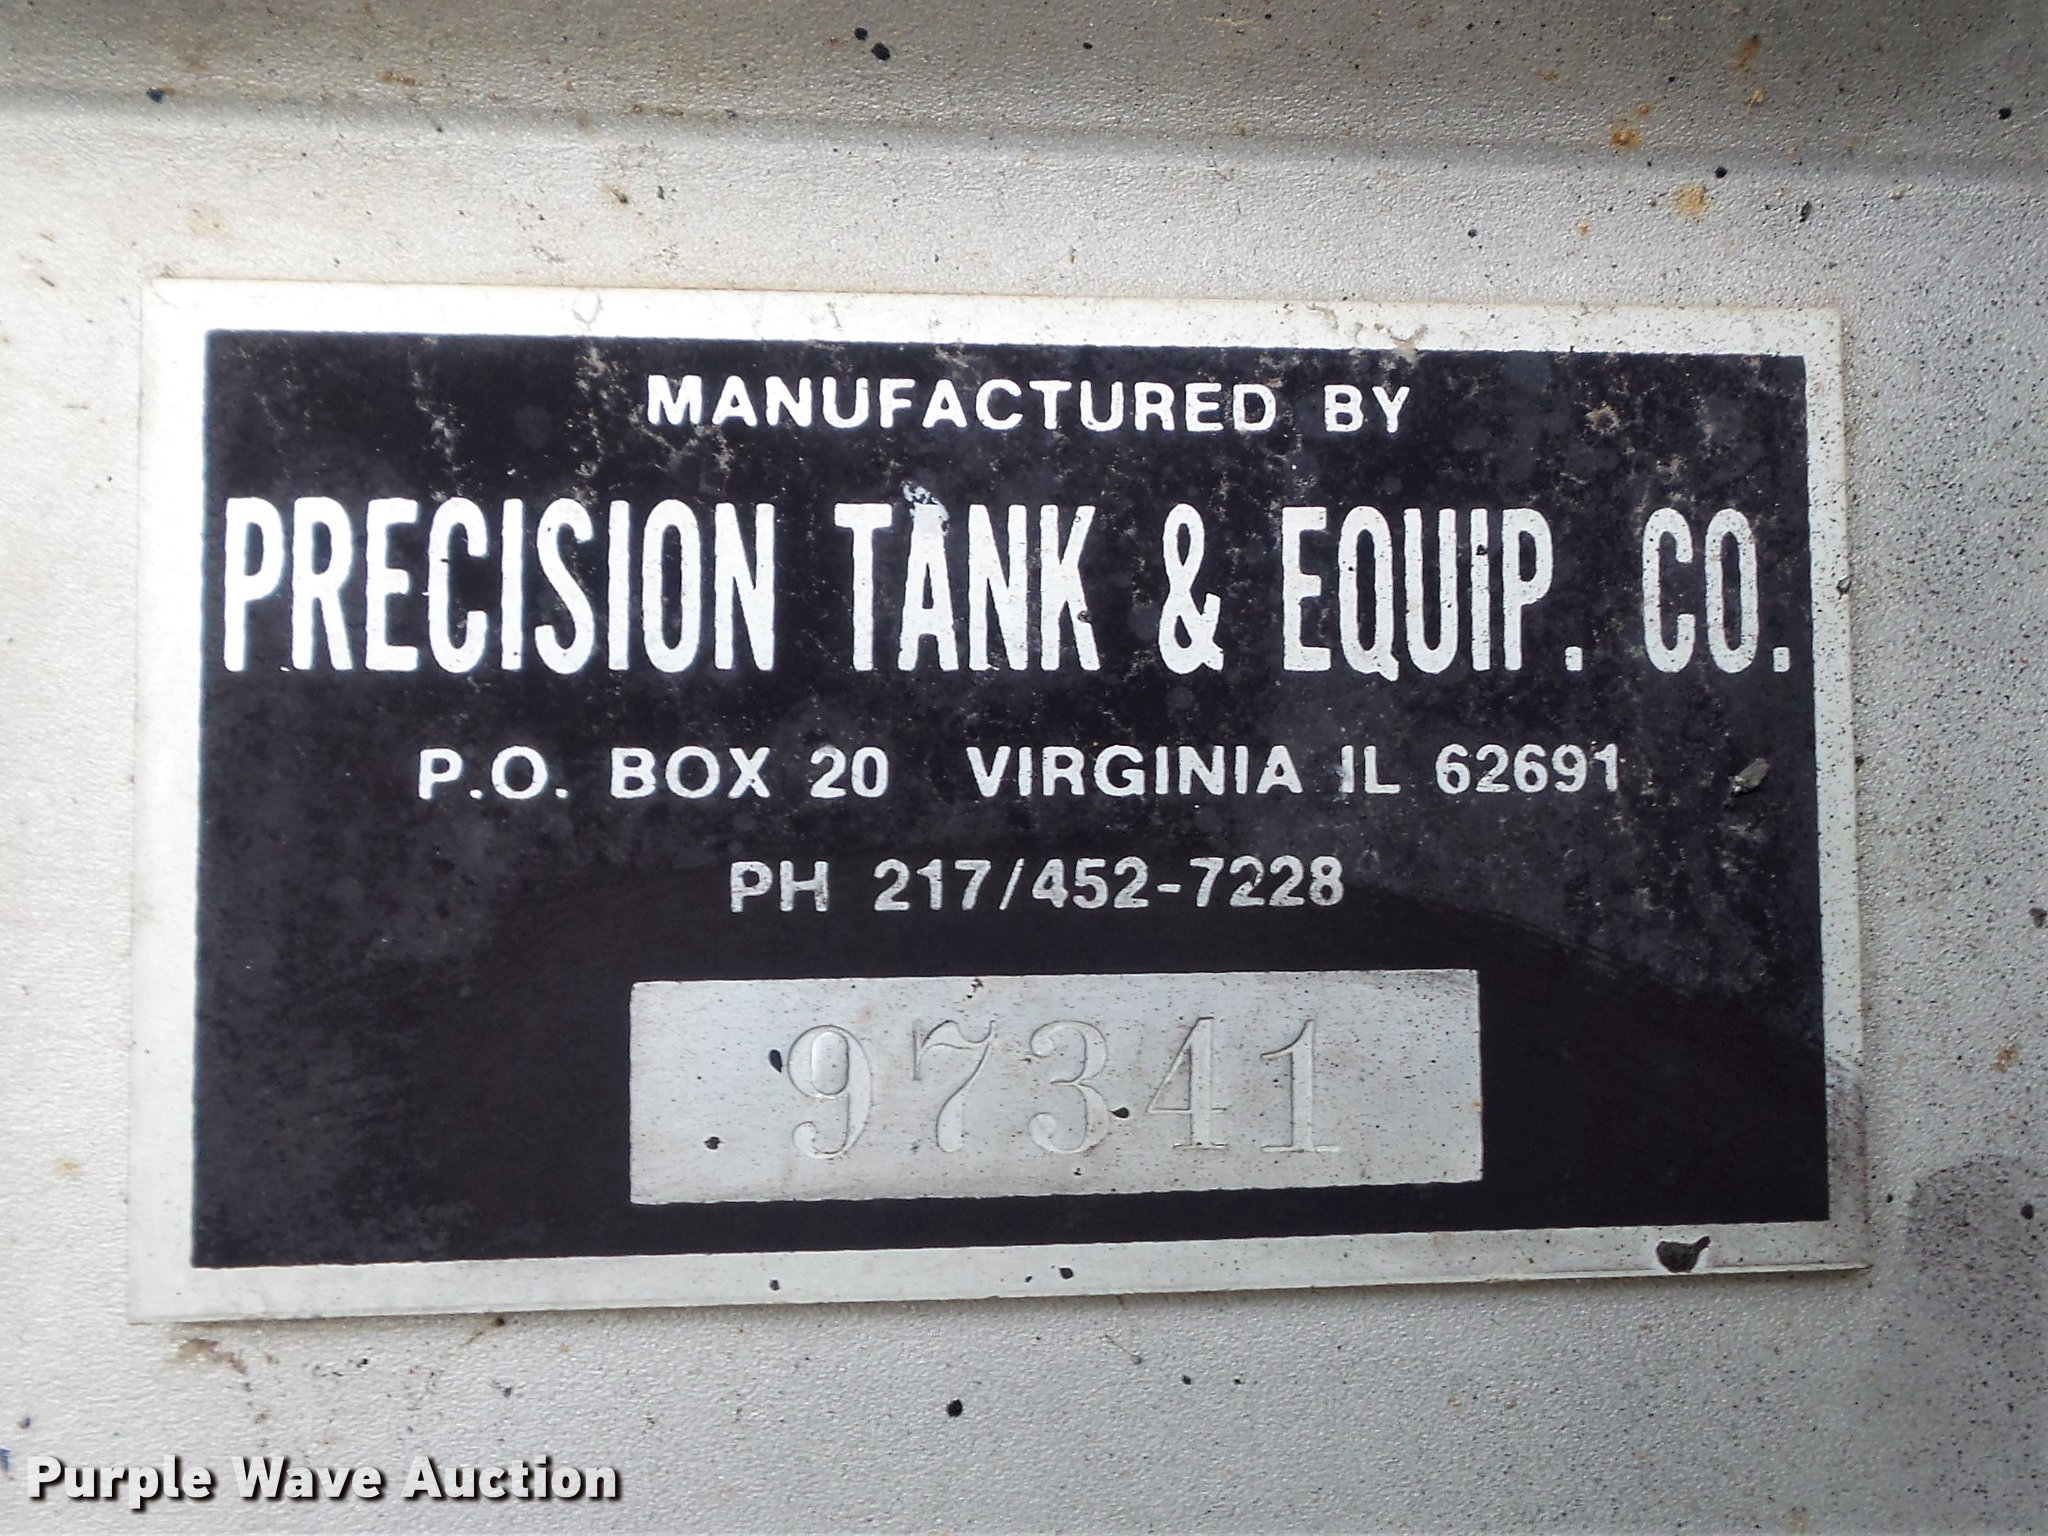 MANUFACTURED BY
PRECISION TANK & EQUIP. CO.
P.O. BOX 20 VIRGINIA IL 62691
PH 217/452-7228
97341
Purple Wave Auction